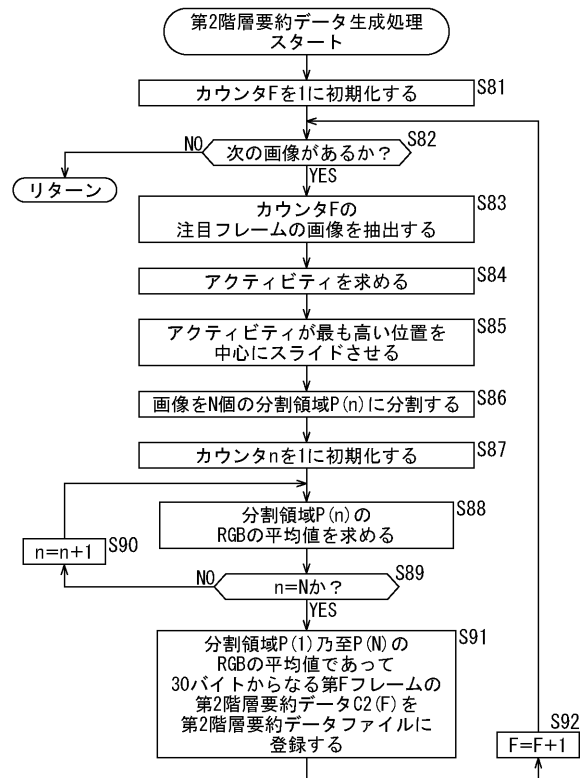 第2階層要約データ生成処理
スタート
カウンタFを1に初期化する
S81
次の画像があるか？
S82
NO
リターン
YES
カウンタFの
注目フレームの画像を抽出する
S83
アクティビティを求める
S84
アクティビティが最も高い位置を
中心にスライドさせる
S85
画像をN個の分割領域P(n)に分割する
S86
カウンタnを1に初期化する
S87
分割領域P(n)の
RGBの平均値を求める
S88
n=n+1
S90
n=Nか？
S89
NO
YES
分割領域P(1)乃至P(N)の
RGBの平均値であって
30バイトからなる第Fフレームの
第2階層要約データC2(F)を
第2階層要約データファイルに
登録する
S91
F=F+1
S92